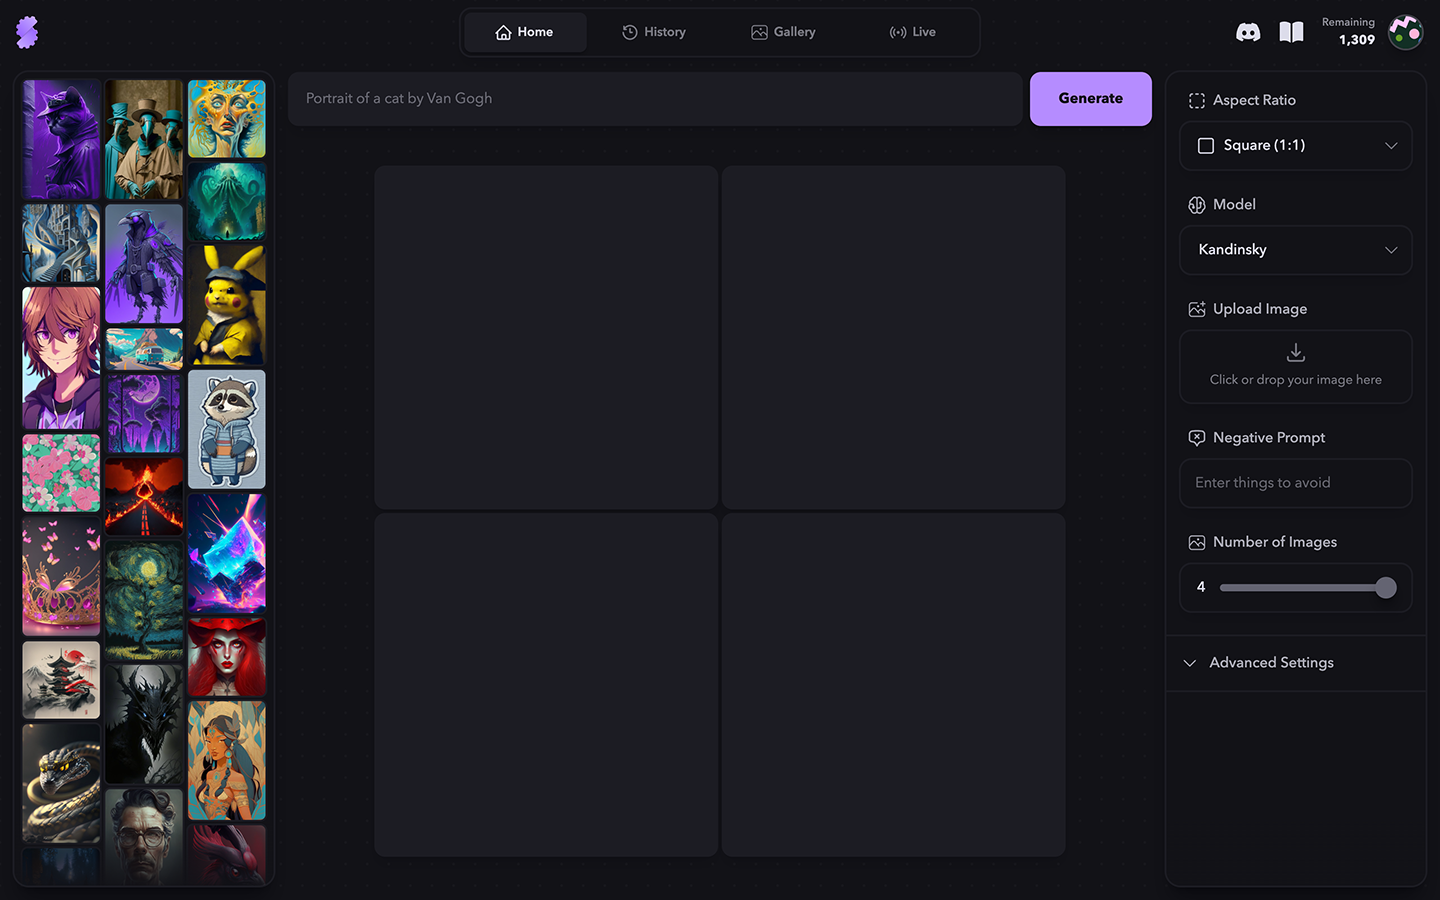 Home
History
Gallery
Live
Remaining
1,309
Portrait of a cat by Van Gogh
Generate
Aspect Ratio
Square (1:1)
Model
Kandinsky
Upload Image
Click or drop your image here
Negative Prompt
Enter things to avoid
Number of Images
4
Advanced Settings